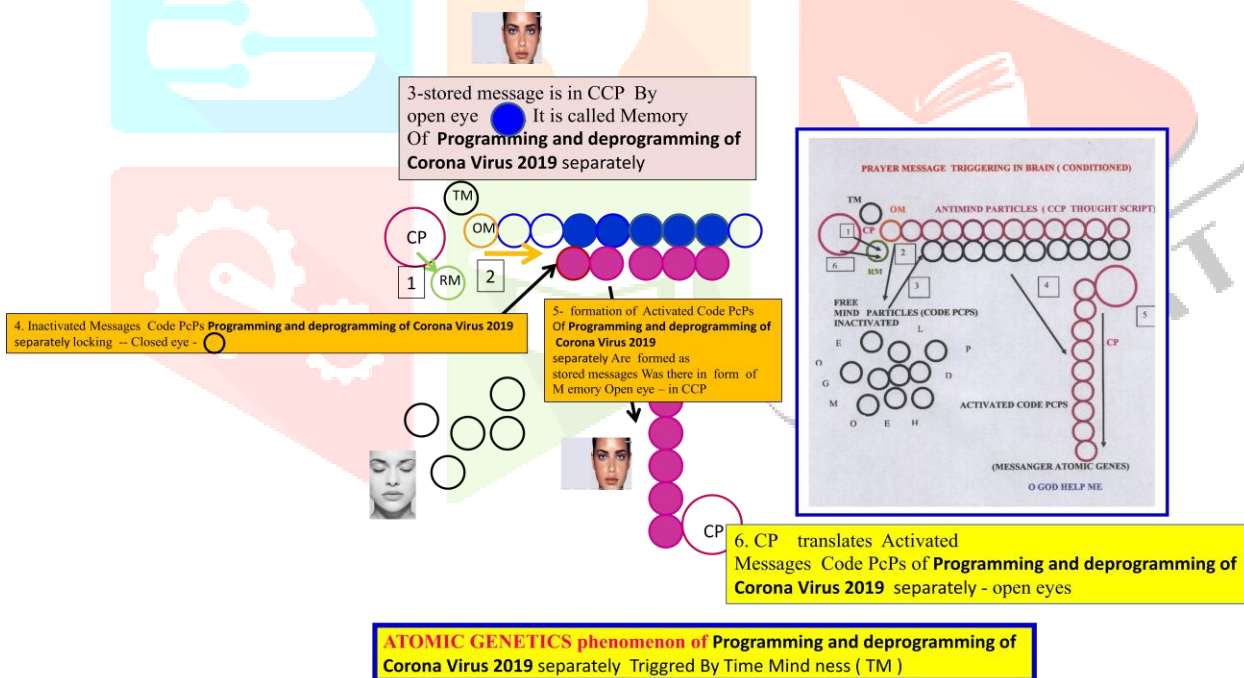 3-stored message is in CCP By
open eye It is called Memory
Of Programming and deprogramming of
Corona Virus 2019 separately
TM
CP
OM
1
RM
2
4. Inactivated Messages Code PcPs Programming and deprogramming of Corona Virus 2019
separately locking -- Closed eye -
5- formation of Activated Code PcPs
Of Programming and deprogramming of
Corona Virus 2019
separately Are formed as
stored messages Was there in form of
M emory Open eye – in CCP
CP
PRAYER MESSAGE TRIGGERING IN BRAIN ( CONDITIONED)
TM
OM
ANTIMIND PARTICLES ( CCP THOUGHT SCRIPT)
1
CP
6
2
RM
3
4
5
FREE
MIND PARTICLES (CODE PCPS)
INACTIVATED
L
E
P
O
G
D
M
O
E
H
CP
ACTIVATED CODE PCPS
(MESSANGER ATOMIC GENES)
O GOD HELP ME
6. CP translates Activated
Messages Code PcPs of Programming and deprogramming of
Corona Virus 2019 separately - open eyes
ATOMIC GENETICS phenomenon of Programming and deprogramming of
Corona Virus 2019 separately Triggred By Time Mind ness ( TM )